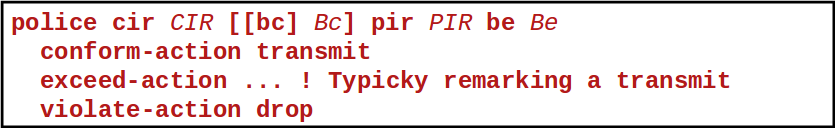 police cir CIR [[bc] Bc] pir PIR be Be
conform-action transmit
exceed-action ... ! Typicky remarking a transmit
violate-action drop